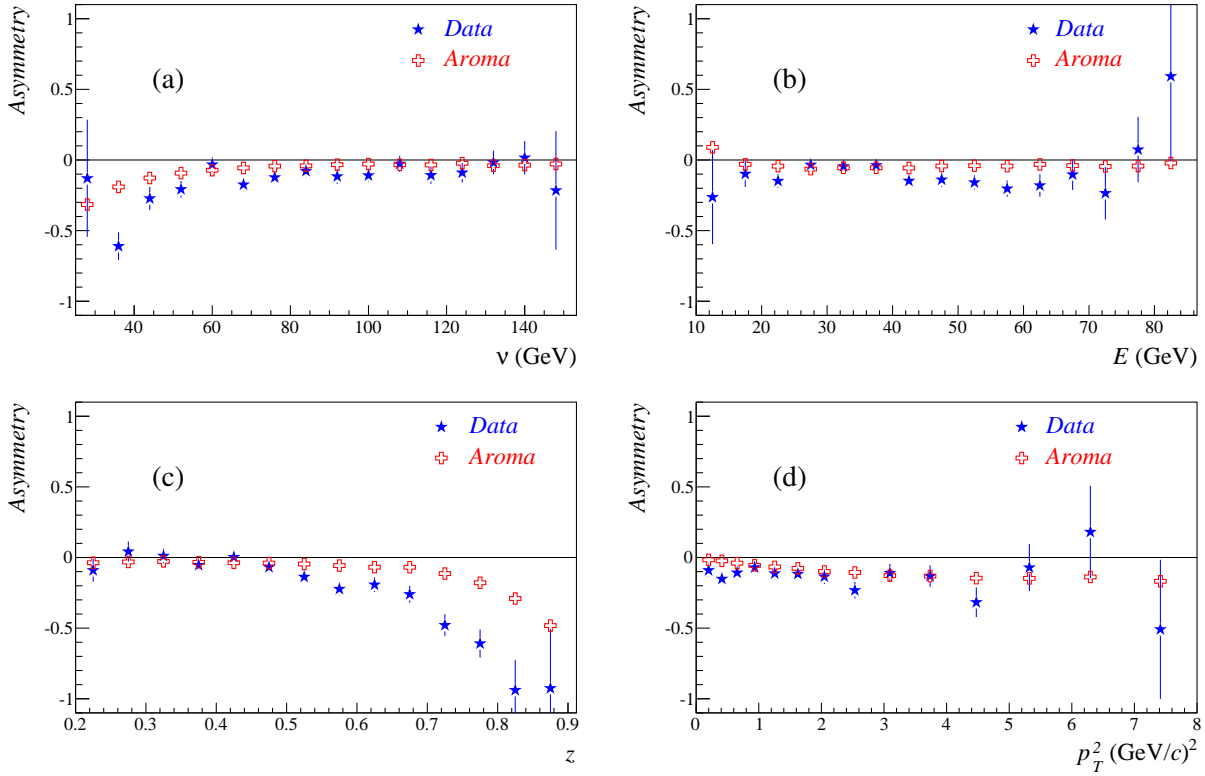 Asymmetry
1
0.5
0
-0.5
-1
(a)
Data
Aroma
40 60 80 100 120 140
ν (GeV)
Asymmetry
1
0.5
0
-0.5
-1
(b)
Data
Aroma
10 20 30 40 50 60 70 80
E (GeV)
Asymmetry
1
0.5
0
-0.5
-1
(c)
Data
Aroma
0.2 0.3 0.4 0.5 0.6 0.7 0.8 0.9
z
Asymmetry
1
0.5
0
-0.5
-1
(d)
Data
Aroma
0 1 2 3 4 5 6 7 8
p_T^2 (GeV/c)^2